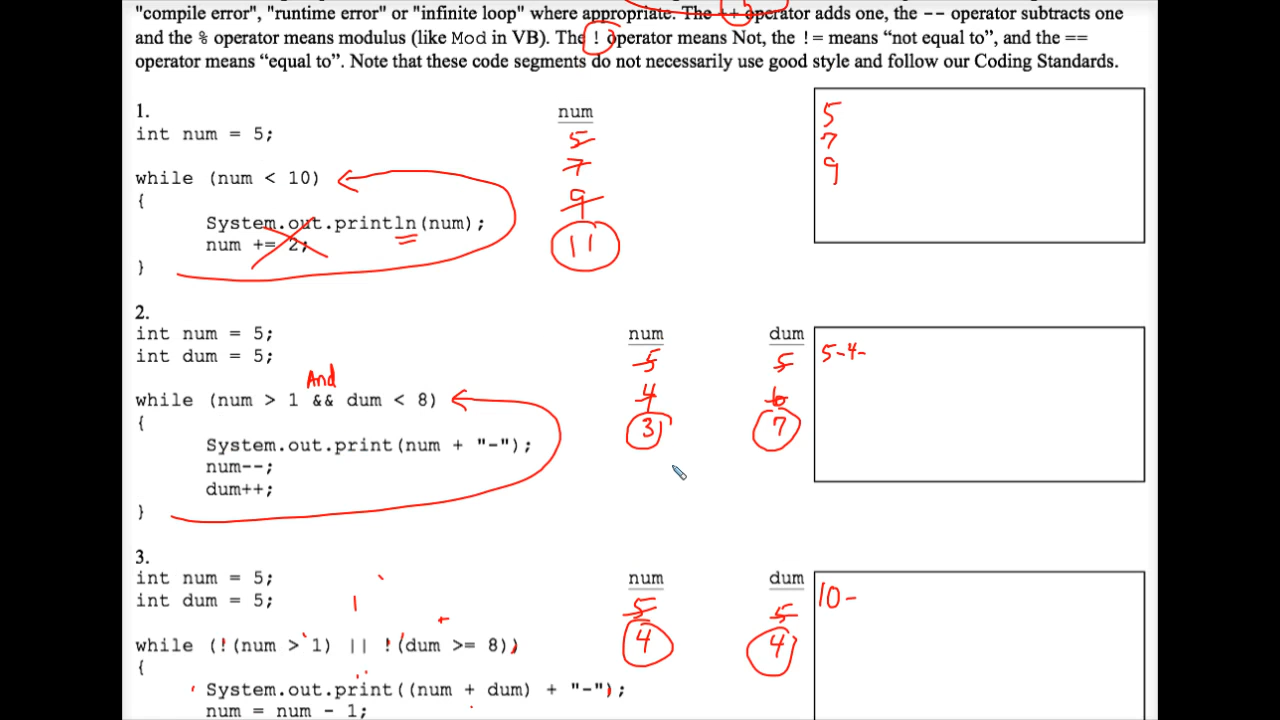 "compile error", "runtime error" or "infinite loop" where appropriate. The ++ operator adds one, the -- operator subtracts one
and the % operator means modulus (like Mod in VB). The ! operator means Not, the != means “not equal to”, and the ==
operator means “equal to”. Note that these code segments do not necessarily use good style and follow our Coding Standards.
1.
int num = 5;
while (num < 10)
{
System.out.println(num);
num += 2;
}
num
5
7
9
11
5
7
9
2.
int num = 5;
int dum = 5;
And
while (num > 1 && dum < 8)
{
System.out.print(num + "-");
num--;
dum++;
}
num
5
4
3
dum
5
6
7
5-4-
3.
int num = 5;
int dum = 5;
while (!(num > 1) || !(dum >= 8))
{
System.out.print((num + dum) + "-");
num = num - 1;
num
5
4
dum
5
4
10-